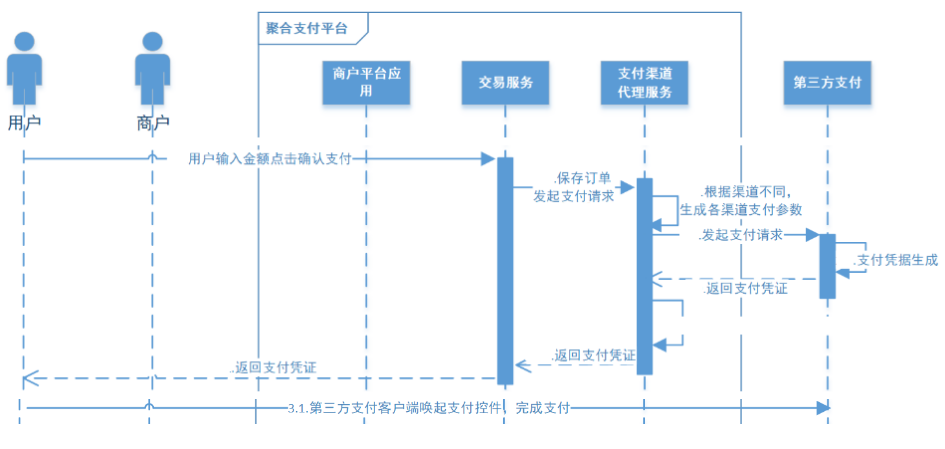 聚合支付平台
用户
商户
商户平台应
用
交易服务
支付渠道
代理服务
第三方支付
用户输入金额点击确认支付
.保存订单
发起支付请求
.根据渠道不同，
生成各渠道支付参数
.发起支付请求
.支付凭据生成
.返回支付凭证
.返回支付凭证
.返回支付凭证
3.1.第三方支付客户端唤起支付控件，完成支付